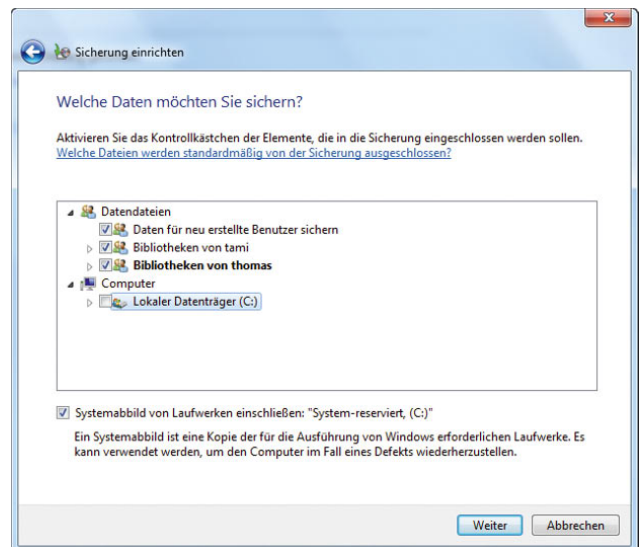 Sicherung einrichten
Welche Daten möchten Sie sichern?
Aktivieren Sie das Kontrollkästchen der Elemente, die in die Sicherung eingeschlossen werden sollen.
Welche Dateien werden standardmäßig von der Sicherung ausgeschlossen?
Datendateien
Daten für neu erstellte Benutzer sichern
Bibliotheken von tami
Bibliotheken von thomas
Computer
Lokaler Datenträger (C:)
Systemabbild von Laufwerken einschließen: "System-reserviert, (C:)"
Ein Systemabbild ist eine Kopie der für die Ausführung von Windows erforderlichen Laufwerke. Es
kann verwendet werden, um den Computer im Fall eines Defekts wiederherzustellen.
Weiter Abbrechen